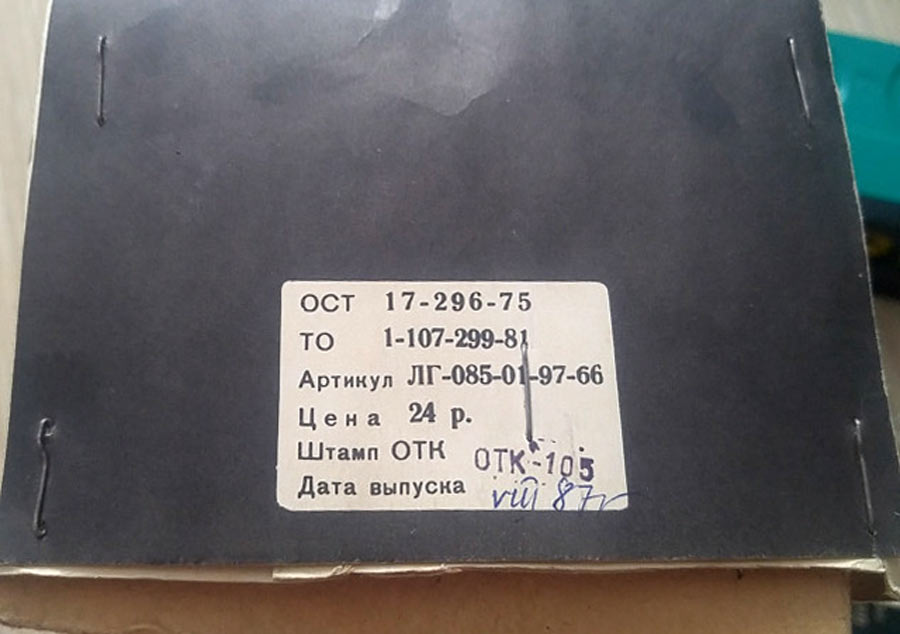 ОСТ 17-296-75
ТО 1-107-299-81
Артикул ЛГ-085-01-97-66
Цена 24 р.
Штамп ОТК ОТК-105
Дата выпуска VIII 87г